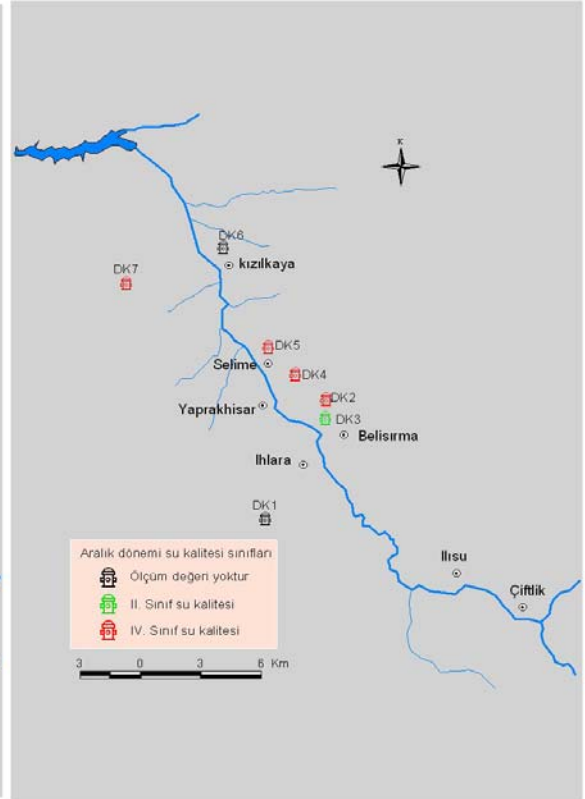 K
DK6
kızılkaya
DK7
DK5
Selime
DK4
DK2
Yaprakhisar
DK3
Belisırma
Ihlara
DK1
Ilısu
Çiftlik
Aralık dönemi su kalitesi sınıfları
Ölçüm değeri yoktur
II. Sınıf su kalitesi
IV. Sınıf su kalitesi
3 0 3 6 Km